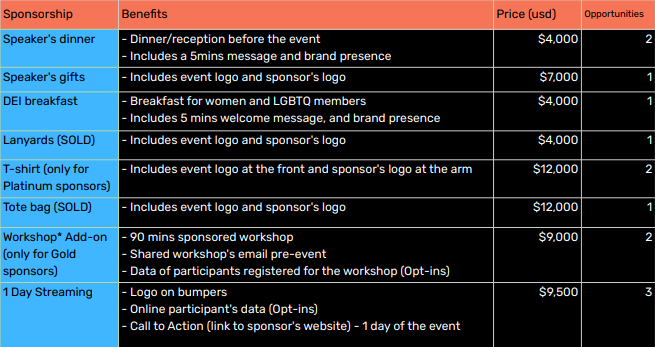 Sponsorship Benefits Price (usd) Opportunities
Speaker's dinner - Dinner/reception before the event $4,000 2
- Includes a 5mins message and brand presence
Speaker's gifts - Includes event logo and sponsor's logo $7,000 1
DEI breakfast - Breakfast for women and LGBTQ members $4,000 1
- Includes 5 mins welcome message, and brand presence
Lanyards (SOLD) - Includes event logo and sponsor's logo $4,000 1
T-shirt (only for - Includes event logo at the front and sponsor's logo at the arm $12,000 2
Platinum sponsors)
Tote bag (SOLD) - Includes event logo and sponsor's logo $12,000 1
Workshop* Add-on - 90 mins sponsored workshop $9,000 2
(only for Gold - Shared workshop's email pre-event
sponsors) - Data of participants registered for the workshop (Opt-ins)
1 Day Streaming - Logo on bumpers $9,500 3
- Online participant's data (Opt-ins)
- Call to Action (link to sponsor's website) - 1 day of the event